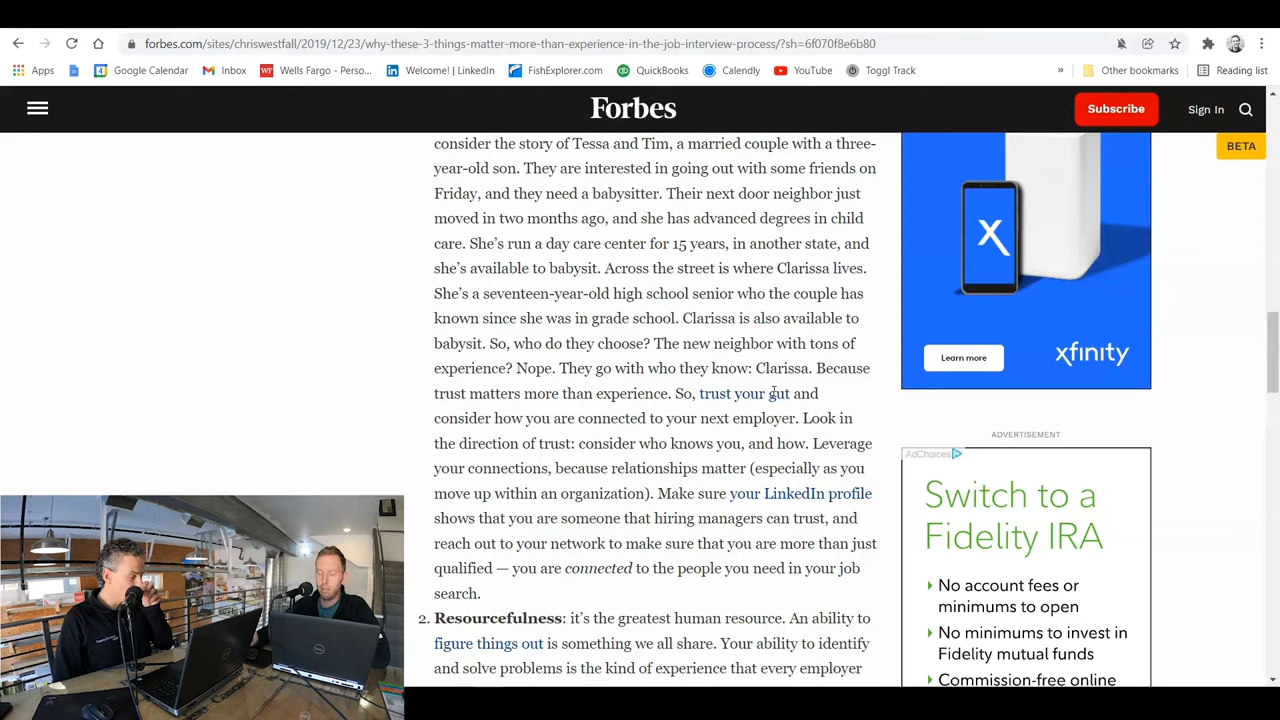 forbes.com/sites/chriswestfall/2019/12/23/why-these-3-things-matter-more-than-experience-in-the-job-interview-process/?sh=6f070f8e6b80
Apps Google Calendar Inbox Wells Fargo - Perso... Welcome! | LinkedIn FishExplorer.com QuickBooks Calendly YouTube Toggl Track » Other bookmarks Reading list
Forbes Subscribe Sign In
BETA
consider the story of Tessa and Tim, a married couple with a three-
year-old son. They are interested in going out with some friends on
Friday, and they need a babysitter. Their next door neighbor just
moved in two months ago, and she has advanced degrees in child
care. She’s run a day care center for 15 years, in another state, and
she’s available to babysit. Across the street is where Clarissa lives.
She’s a seventeen-year-old high school senior who the couple has
known since she was in grade school. Clarissa is also available to
babysit. So, who do they choose? The new neighbor with tons of
experience? Nope. They go with who they know: Clarissa. Because
trust matters more than experience. So, trust your gut and
consider how you are connected to your next employer. Look in
the direction of trust: consider who knows you, and how. Leverage
your connections, because relationships matter (especially as you
move up within an organization). Make sure your LinkedIn profile
shows that you are someone that hiring managers can trust, and
reach out to your network to make sure that you are more than just
qualified — you are connected to the people you need in your job
search.
2. Resourcefulness: it’s the greatest human resource. An ability to
figure things out is something we all share. Your ability to identify
and solve problems is the kind of experience that every employer
X
Learn more
xfinity
ADVERTISEMENT
AdChoices
Switch to a
Fidelity IRA
No account fees or
minimums to open
No minimums to invest in
Fidelity mutual funds
Commission-free online